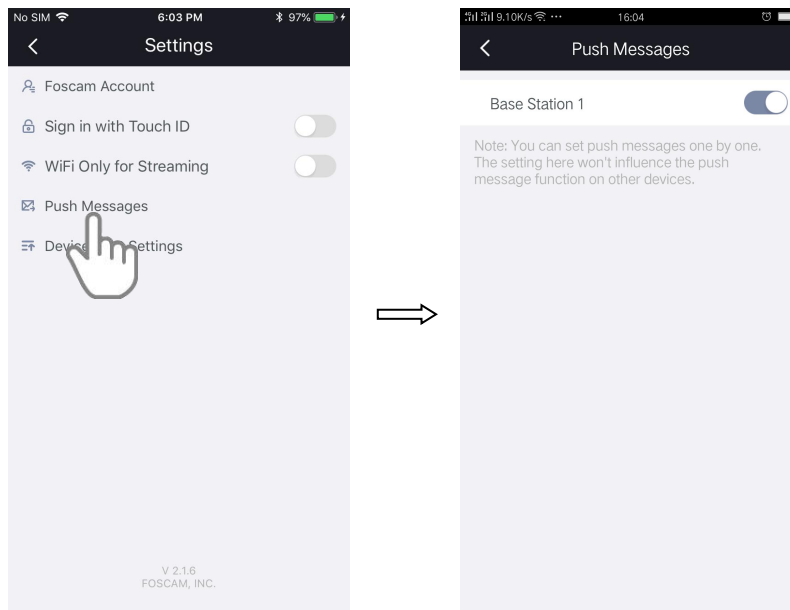 No SIM 6:03 PM 97%
Settings
Foscam Account
Sign in with Touch ID
WiFi Only for Streaming
Push Messages
Device Settings
V 2.1.6
FOSCAM, INC.
9.10K/s 16:04
Push Messages
Base Station 1
Note: You can set push messages one by one.
The setting here won't influence the push
message function on other devices.